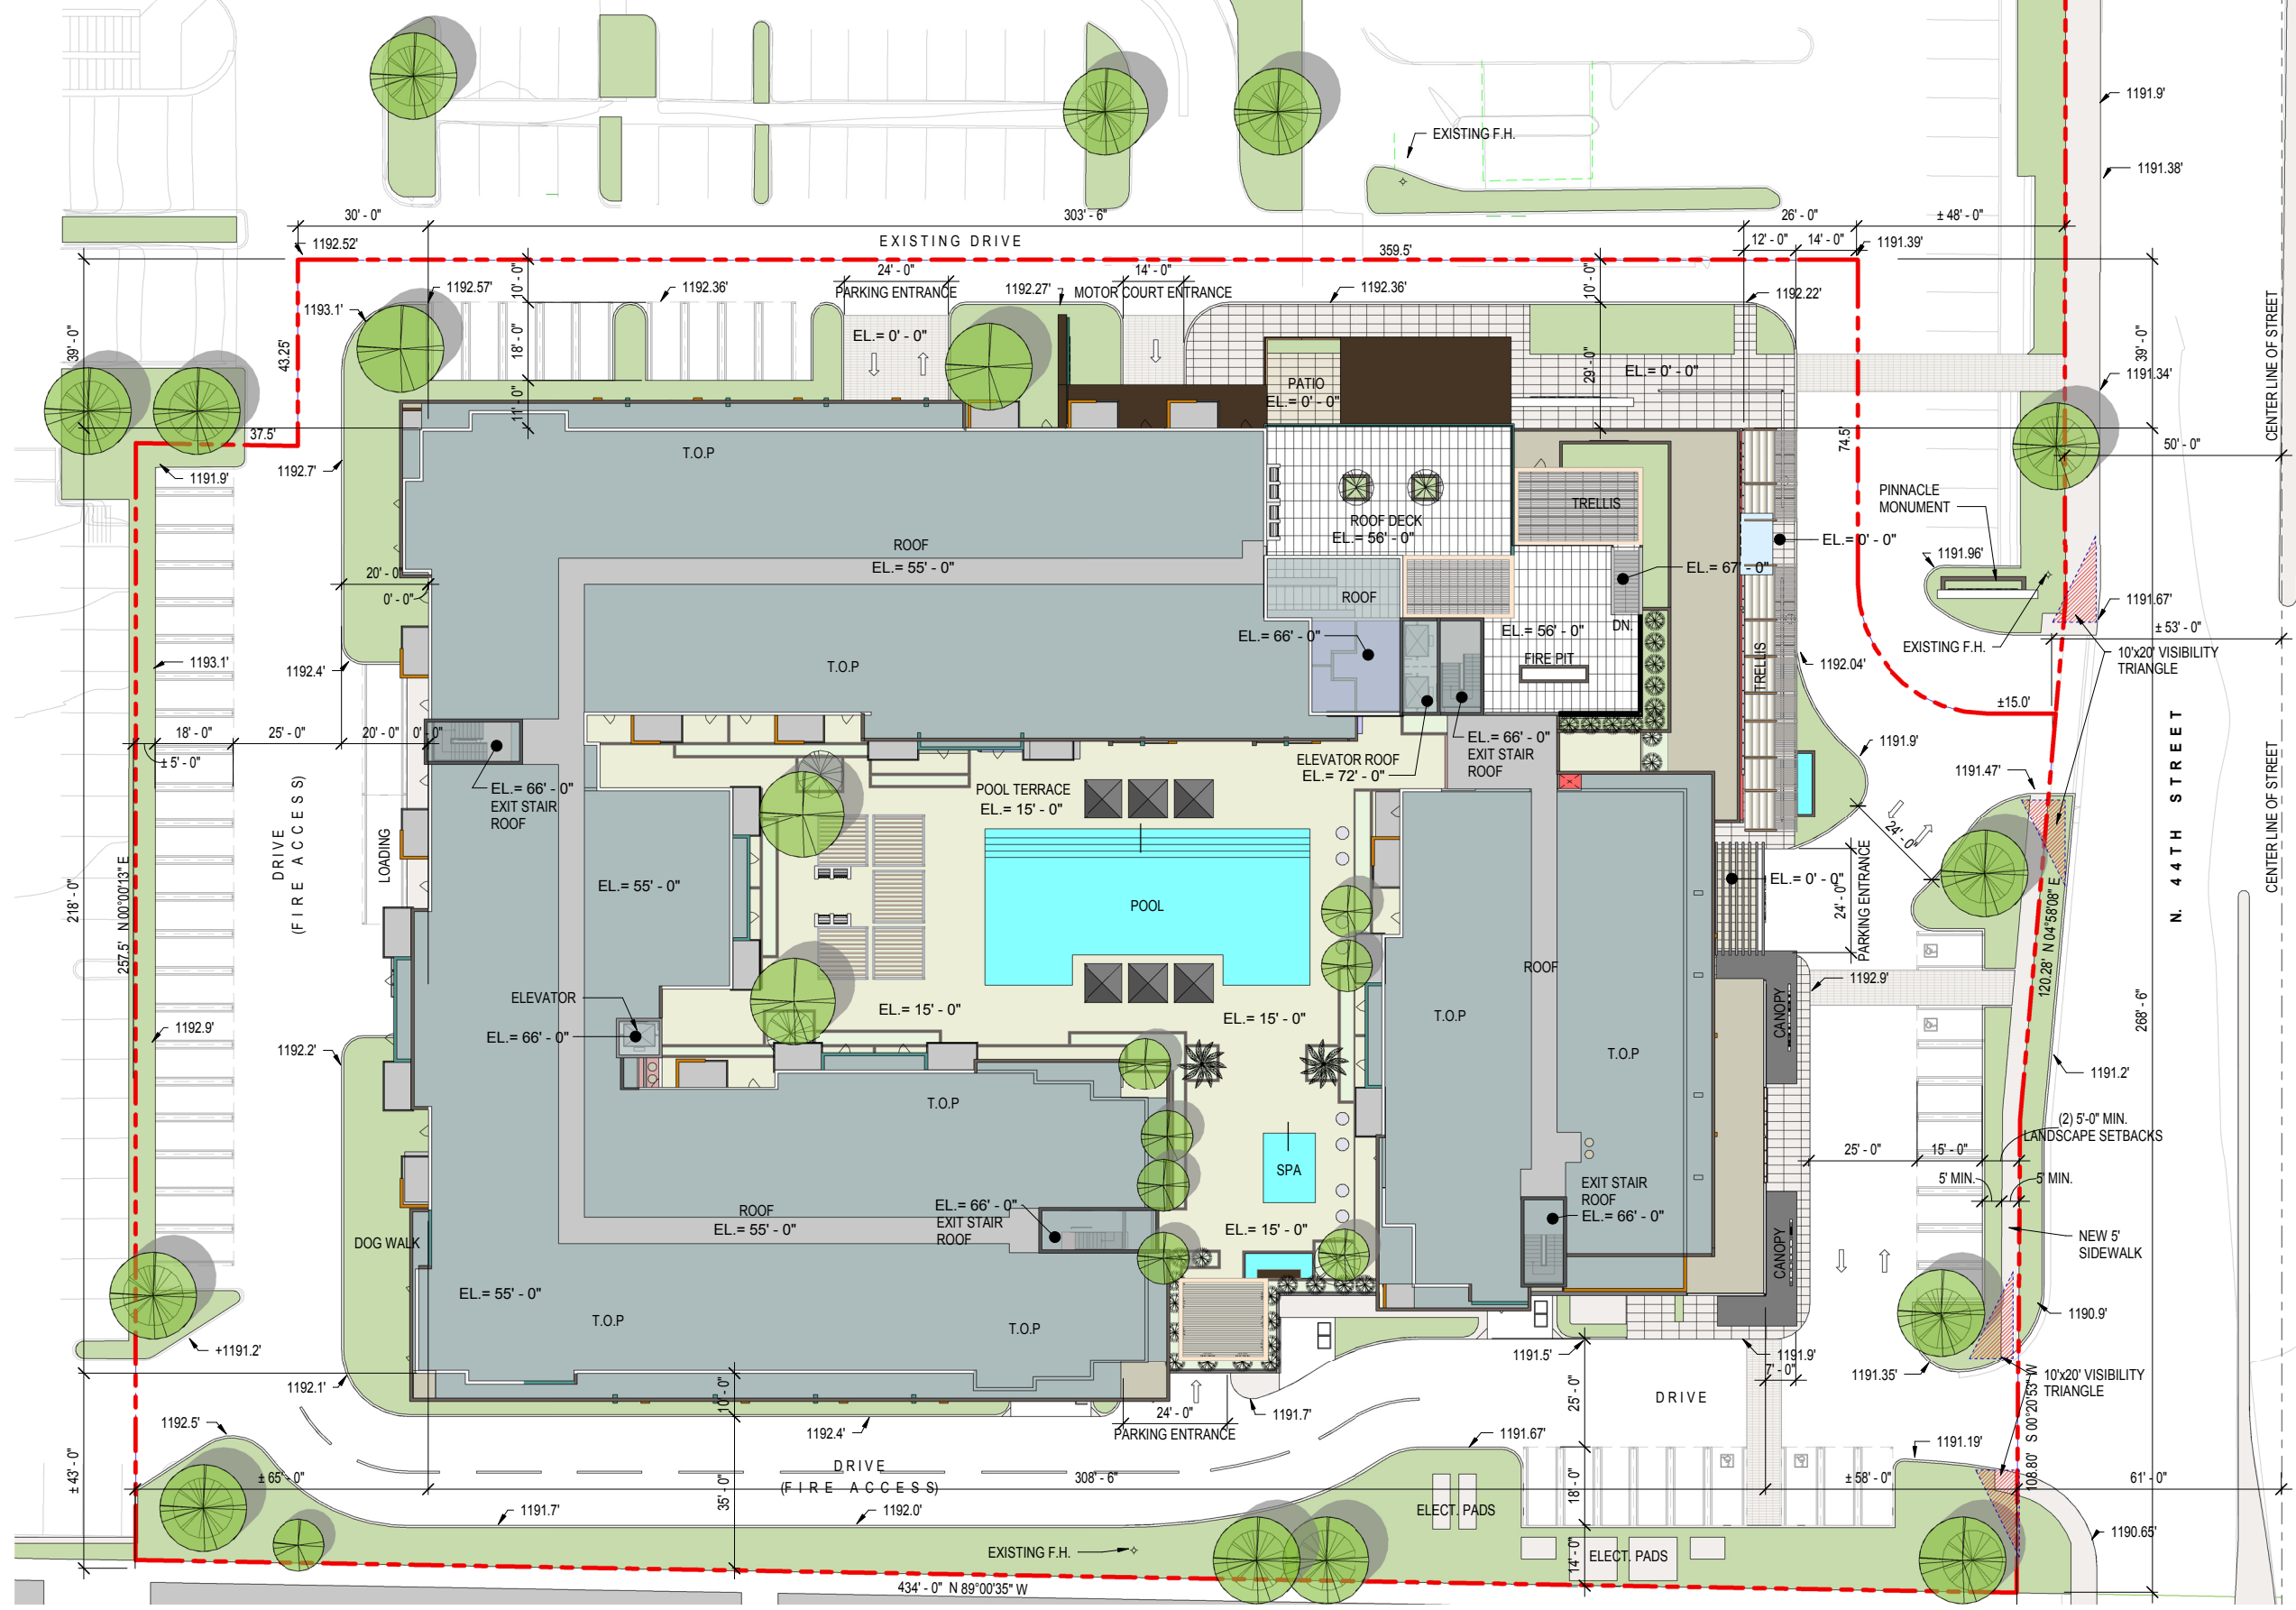 1191.9'
EXISTING F.H.
1191.38'
30' - 0"
303' - 6"
26' - 0"
± 48' - 0"
1192.52'
EXISTING DRIVE
359.5'
12' - 0"
14' - 0"
1191.39'
24' - 0"
14' - 0"
10' - 0"
10' - 0"
1192.57'
1192.36'
PARKING ENTRANCE
1192.27'
MOTOR COURT ENTRANCE
1192.36'
1192.22'
1193.1'
39' - 0"
43.25'
18' - 0"
EL.= 0' - 0"
29' - 0"
EL.= 0' - 0"
39' - 0"
CENTER LINE OF STREET
1191.34'
PATIO
EL.= 0' - 0"
11' - 0"
37.5'
T.O.P
74.5'
50' - 0"
1191.9'
1192.7'
TRELLIS
PINNACLE
MONUMENT
ROOF DECK
EL.= 56' - 0"
ROOF
EL.= 0' - 0"
1191.96'
EL.= 55' - 0"
EL.= 67' - 0"
20' - 0"
0' - 0"
ROOF
1191.67'
EL.= 66' - 0"
EL.= 56' - 0"
DN.
± 53' - 0"
EXISTING F.H.
10'x20' VISIBILITY
TRIANGLE
1193.1'
1192.4'
T.O.P
FIRE PIT
TRELLIS
1192.04'
±15.0'
18' - 0"
25' - 0"
20' - 0"
0' - 0"
± 5' - 0"
EL.= 66' - 0"
EXIT STAIR
ROOF
ELEVATOR ROOF
EL.= 72' - 0"
1191.9'
N. 44TH STREET
1191.47'
CENTER LINE OF STREET
EL.= 66' - 0"
EXIT STAIR
ROOF
POOL TERRACE
EL.= 15' - 0"
24' - 0"
DRIVE
(FIRE ACCESS)
LOADING
EL.= 55' - 0"
EL.= 0' - 0"
24' - 0"
PARKING ENTRANCE
218' - 0"
257.5' N.00°00'13" E
POOL
120.28' N 04°58'08" E
ROOF
1192.9'
ELEVATOR
EL.= 66' - 0"
EL.= 15' - 0"
EL.= 15' - 0"
T.O.P
CANOPY
268' - 6"
1192.9'
1192.2'
T.O.P
1191.2'
T.O.P
(2) 5'-0" MIN.
LANDSCAPE SETBACKS
25' - 0"
15' - 0"
SPA
5' MIN.
5' MIN.
EXIT STAIR
ROOF
EL.= 66' - 0"
ROOF
EL.= 55' - 0"
EL.= 66' - 0"
EXIT STAIR
ROOF
EL.= 15' - 0"
DOG WALK
CANOPY
NEW 5'
SIDEWALK
EL.= 55' - 0"
T.O.P
T.O.P
1190.9'
+1191.2'
1191.5'
1191.9'
7' - 0"
1191.35'
10'x20' VISIBILITY
TRIANGLE
1192.1'
10' - 0"
25' - 0"
DRIVE
24' - 0"
1191.7'
PARKING ENTRANCE
1192.5'
1192.4'
1191.67'
1191.19'
108.80' S 00°20'53" W
± 43' - 0"
± 65' - 0"
DRIVE
(FIRE ACCESS)
308' - 6"
± 58' - 0"
61' - 0"
35' - 0"
18' - 0"
1191.7'
1192.0'
ELECT. PADS
1190.65'
EXISTING F.H.
14' - 0"
ELECT. PADS
434' - 0" N 89°00'35" W